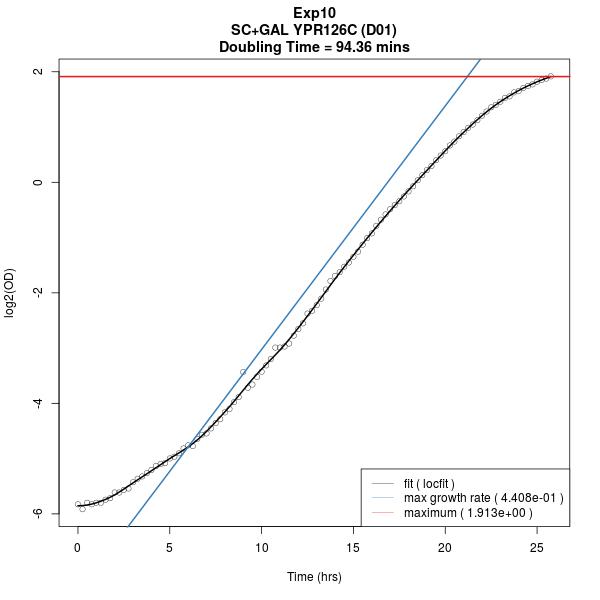 Exp10
SC+GAL YPR126C (D01)
Doubling Time = 94.36 mins
log2(OD)
2
0
-2
-4
-6
0 5 10 15 20 25
Time (hrs)
fit ( locfit )
max growth rate ( 4.408e-01 )
maximum ( 1.913e+00 )